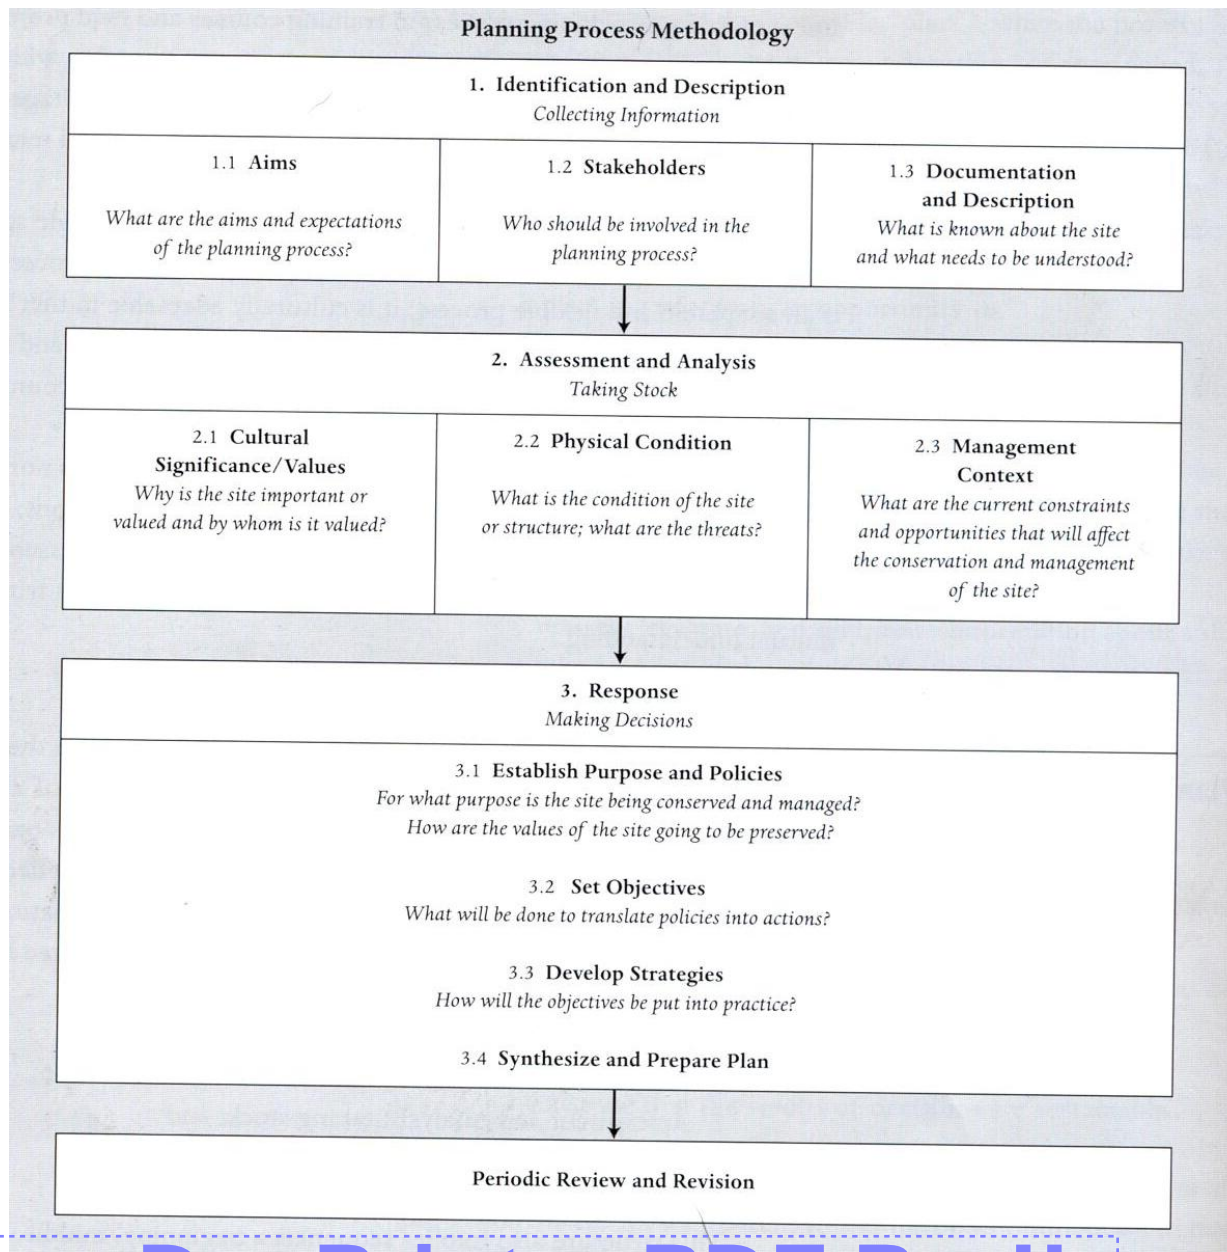 Planning Process Methodology
1. Identification and Description
Collecting Information
1.1 Aims
What are the aims and expectations
of the planning process?
1.2 Stakeholders
Who should be involved in the
planning process?
1.3 Documentation
and Description
What is known about the site
and what needs to be understood?
2. Assessment and Analysis
Taking Stock
2.1 Cultural
Significance/Values
Why is the site important or
valued and by whom is it valued?
2.2 Physical Condition
What is the condition of the site
or structure; what are the threats?
2.3 Management
Context
What are the current constraints
and opportunities that will affect
the conservation and management
of the site?
3. Response
Making Decisions
3.1 Establish Purpose and Policies
For what purpose is the site being conserved and managed?
How are the values of the site going to be preserved?
3.2 Set Objectives
What will be done to translate policies into actions?
3.3 Develop Strategies
How will the objectives be put into practice?
3.4 Synthesize and Prepare Plan
Periodic Review and Revision